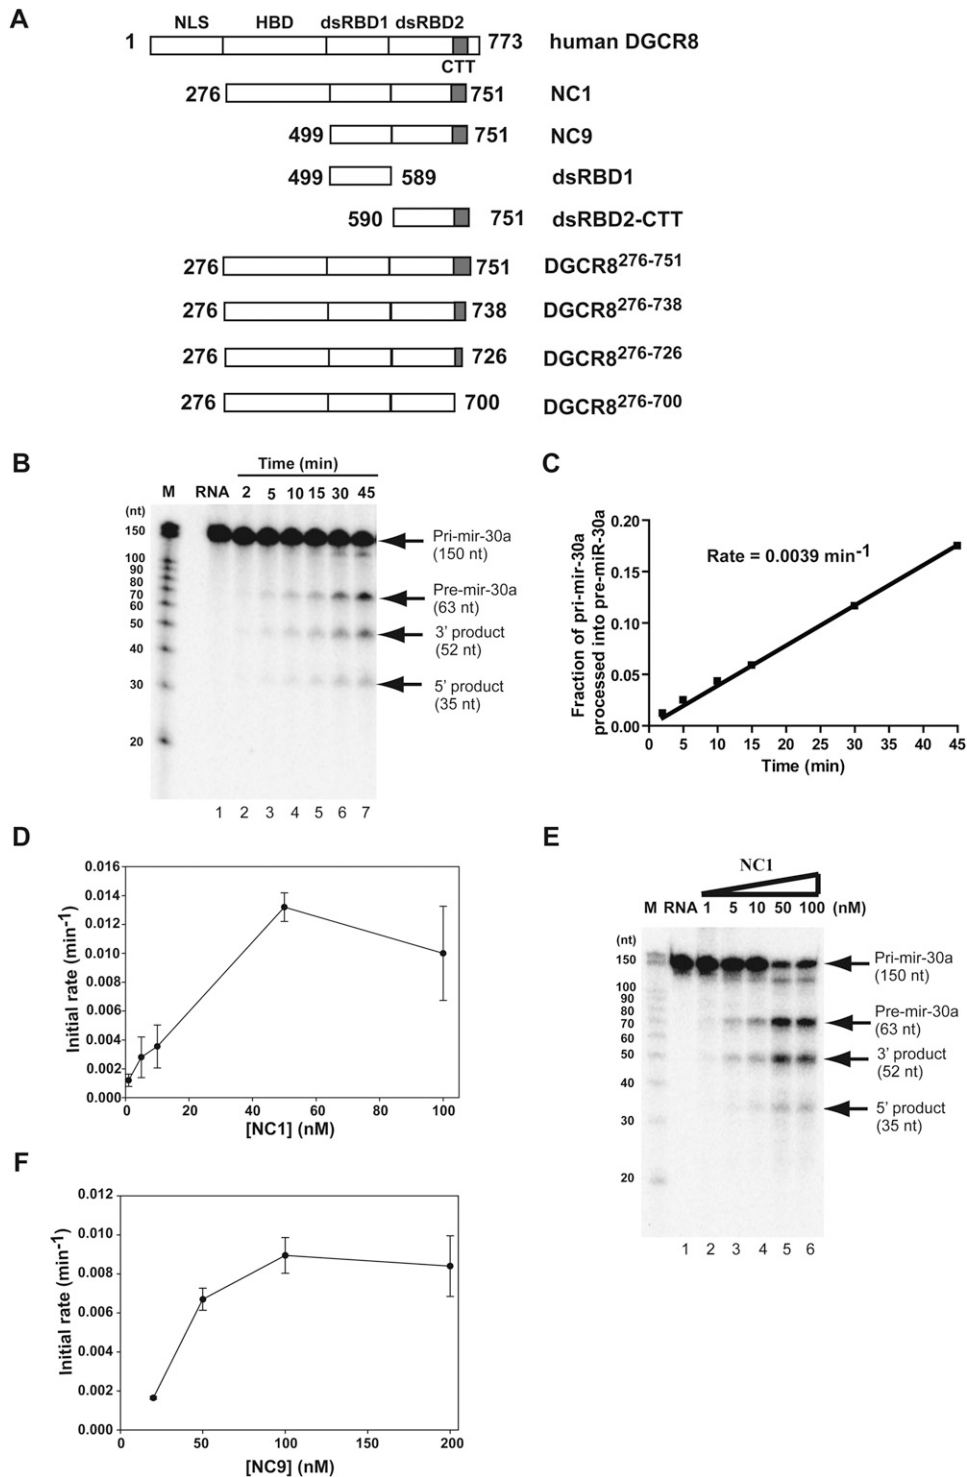 A
NLS HBD dsRBD1 dsRBD2
1 773 human DGCR8
CTT
276 751 NC1
499 751 NC9
499 589 dsRBD1
590 751 dsRBD2-CTT
276 751 DGCR8276-751
276 738 DGCR8276-738
276 726 DGCR8276-726
276 700 DGCR8276-700
B
Time (min)
M RNA 2 5 10 15 30 45
(nt)
150
100
90
80
70
60
50
40
30
20
Pri-mir-30a
(150 nt)
Pre-mir-30a
(63 nt)
3' product
(52 nt)
5' product
(35 nt)
1 2 3 4 5 6 7
C
Fraction of pri-mir-30a
processed into pre-miR-30a
0.20
0.15
0.10
0.05
0.00
Rate = 0.0039 min-1
0 5 10 15 20 25 30 35 40 45
Time (min)
D
Initial rate (min-1)
0.016
0.014
0.012
0.010
0.008
0.006
0.004
0.002
0.000
0 20 40 60 80 100
[NC1] (nM)
E
NC1
M RNA 1 5 10 50 100 (nM)
(nt)
150
100
90
80
70
60
50
40
30
20
Pri-mir-30a
(150 nt)
Pre-mir-30a
(63 nt)
3' product
(52 nt)
5' product
(35 nt)
1 2 3 4 5 6
F
Initial rate (min-1)
0.012
0.010
0.008
0.006
0.004
0.002
0.000
0 50 100 150 200
[NC9] (nM)